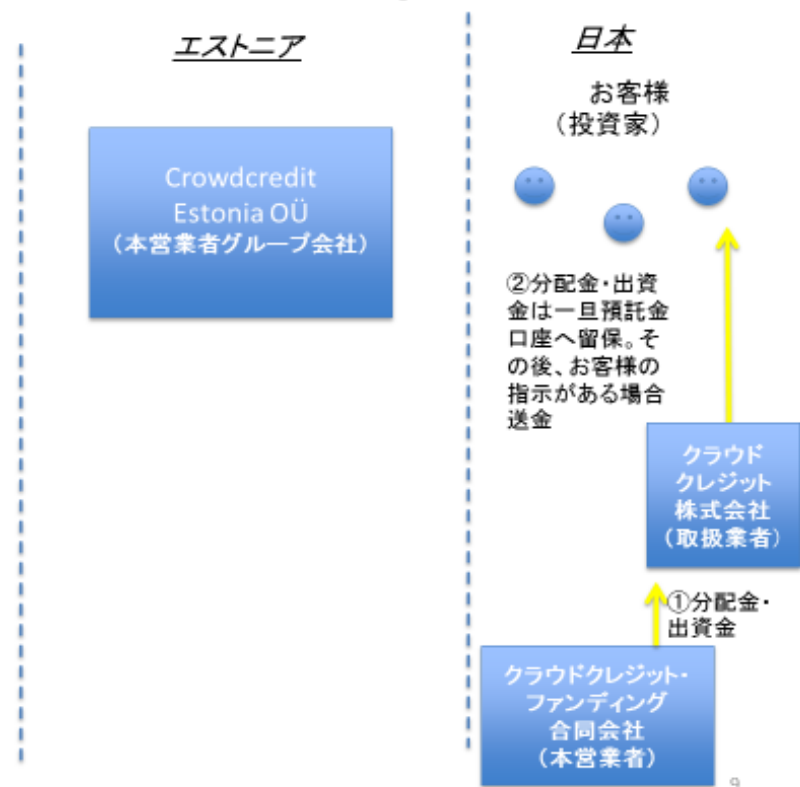 エストニア
日本
お客様
（投資家）
Crowdcredit
Estonia OÜ
（本営業者グループ会社）
②分配金・出資
金は一旦預託金
口座へ留保。そ
の後、お客様の
指示がある場合
送金
クラウド
クレジット
株式会社
（取扱業者）
①分配金・
出資金
クラウドクレジット・
ファンディング
合同会社
（本営業者）
9